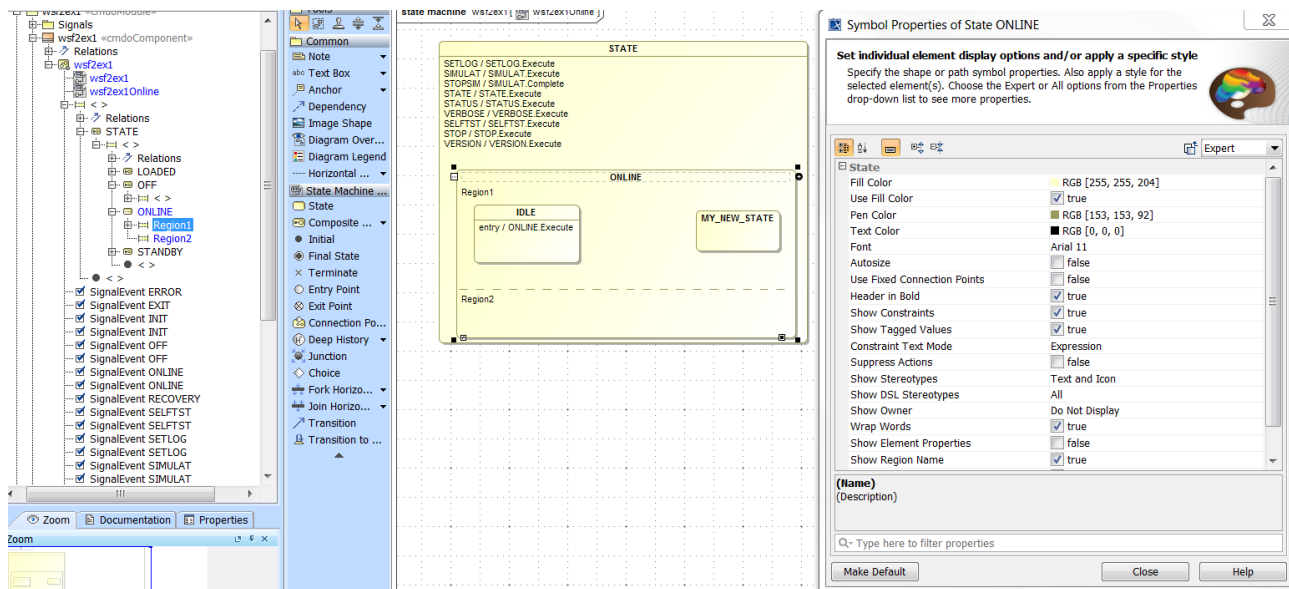 wsf2ex1 «cmdoModule»
Signals
wsf2ex1 «cmdoComponent»
Relations
wsf2ex1
wsf2ex1
wsf2ex1Online
< >
Relations
STATE
< >
Relations
LOADED
OFF
< >
ONLINE
Region1
Region2
STANDBY
< >
< >
SignalEvent ERROR
SignalEvent EXIT
SignalEvent INIT
SignalEvent INIT
SignalEvent OFF
SignalEvent OFF
SignalEvent ONLINE
SignalEvent ONLINE
SignalEvent RECOVERY
SignalEvent SELFTST
SignalEvent SELFTST
SignalEvent SETLOG
SignalEvent SETLOG
SignalEvent SIMULAT
SignalEvent SIMULAT
Zoom Documentation Properties
Zoom
Tools
Common
Note
abc Text Box
Anchor
Dependency
Image Shape
Diagram Over...
Diagram Legend
Horizontal ...
State Machine ...
State
Composite ...
Initial
Final State
Terminate
Entry Point
Exit Point
Connection Po...
Deep History
Junction
Choice
Fork Horizo...
Join Horizo...
Transition
Transition to ...
state machine wsf2ex1[ wsf2ex1Online ]
STATE
SETLOG / SETLOG.Execute
SIMULAT / SIMULAT.Execute
STOPSIM / SIMULAT.Complete
STATE / STATE.Execute
STATUS / STATUS.Execute
VERBOSE / VERBOSE.Execute
SELFTST / SELFTST.Execute
STOP / STOP.Execute
VERSION / VERSION.Execute
ONLINE
Region1
IDLE
entry / ONLINE.Execute
MY_NEW_STATE
Region2
Symbol Properties of State ONLINE
Set individual element display options and/or apply a specific style
Specify the shape or path symbol properties. Also apply a style for the
selected element(s). Choose the Expert or All options from the Properties
drop-down list to see more properties.
Expert
State
Fill Color RGB [255, 255, 204]
Use Fill Color true
Pen Color RGB [153, 153, 92]
Text Color RGB [0, 0, 0]
Font Arial 11
Autosize false
Use Fixed Connection Points false
Header in Bold true
Show Constraints true
Show Tagged Values true
Constraint Text Mode Expression
Suppress Actions false
Show Stereotypes Text and Icon
Show DSL Stereotypes All
Show Owner Do Not Display
Wrap Words true
Show Element Properties false
Show Region Name true
(Name)
(Description)
Type here to filter properties
Make Default Close Help